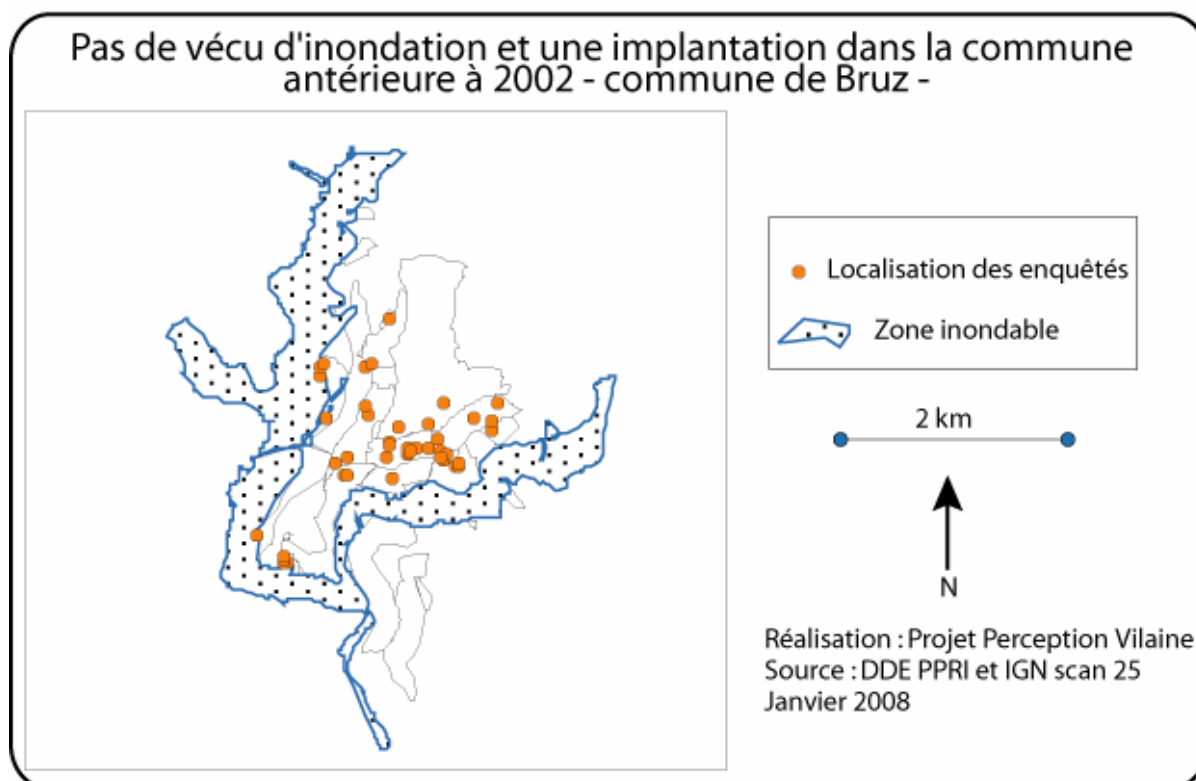 Pas de vécu d'inondation et une implantation dans la commune
antérieure à 2002 - commune de Bruz -
Localisation des enquêtés
Zone inondable
2 km
N
Réalisation : Projet Perception Vilaine
Source : DDE PPRI et IGN scan 25
Janvier 2008